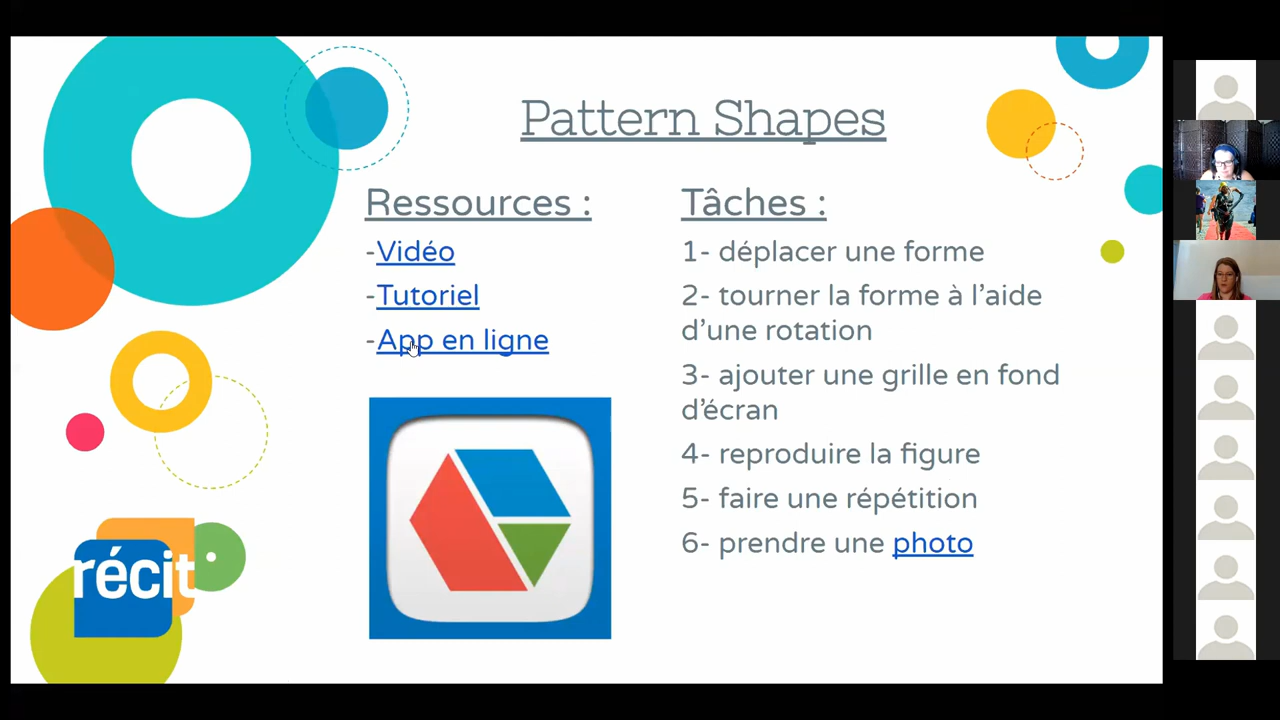 Pattern Shapes
Ressources :
-Vidéo
-Tutoriel
-App en ligne
Tâches :
1- déplacer une forme
2- tourner la forme à l'aide
d'une rotation
3- ajouter une grille en fond
d'écran
4- reproduire la figure
5- faire une répétition
6- prendre une photo
récit